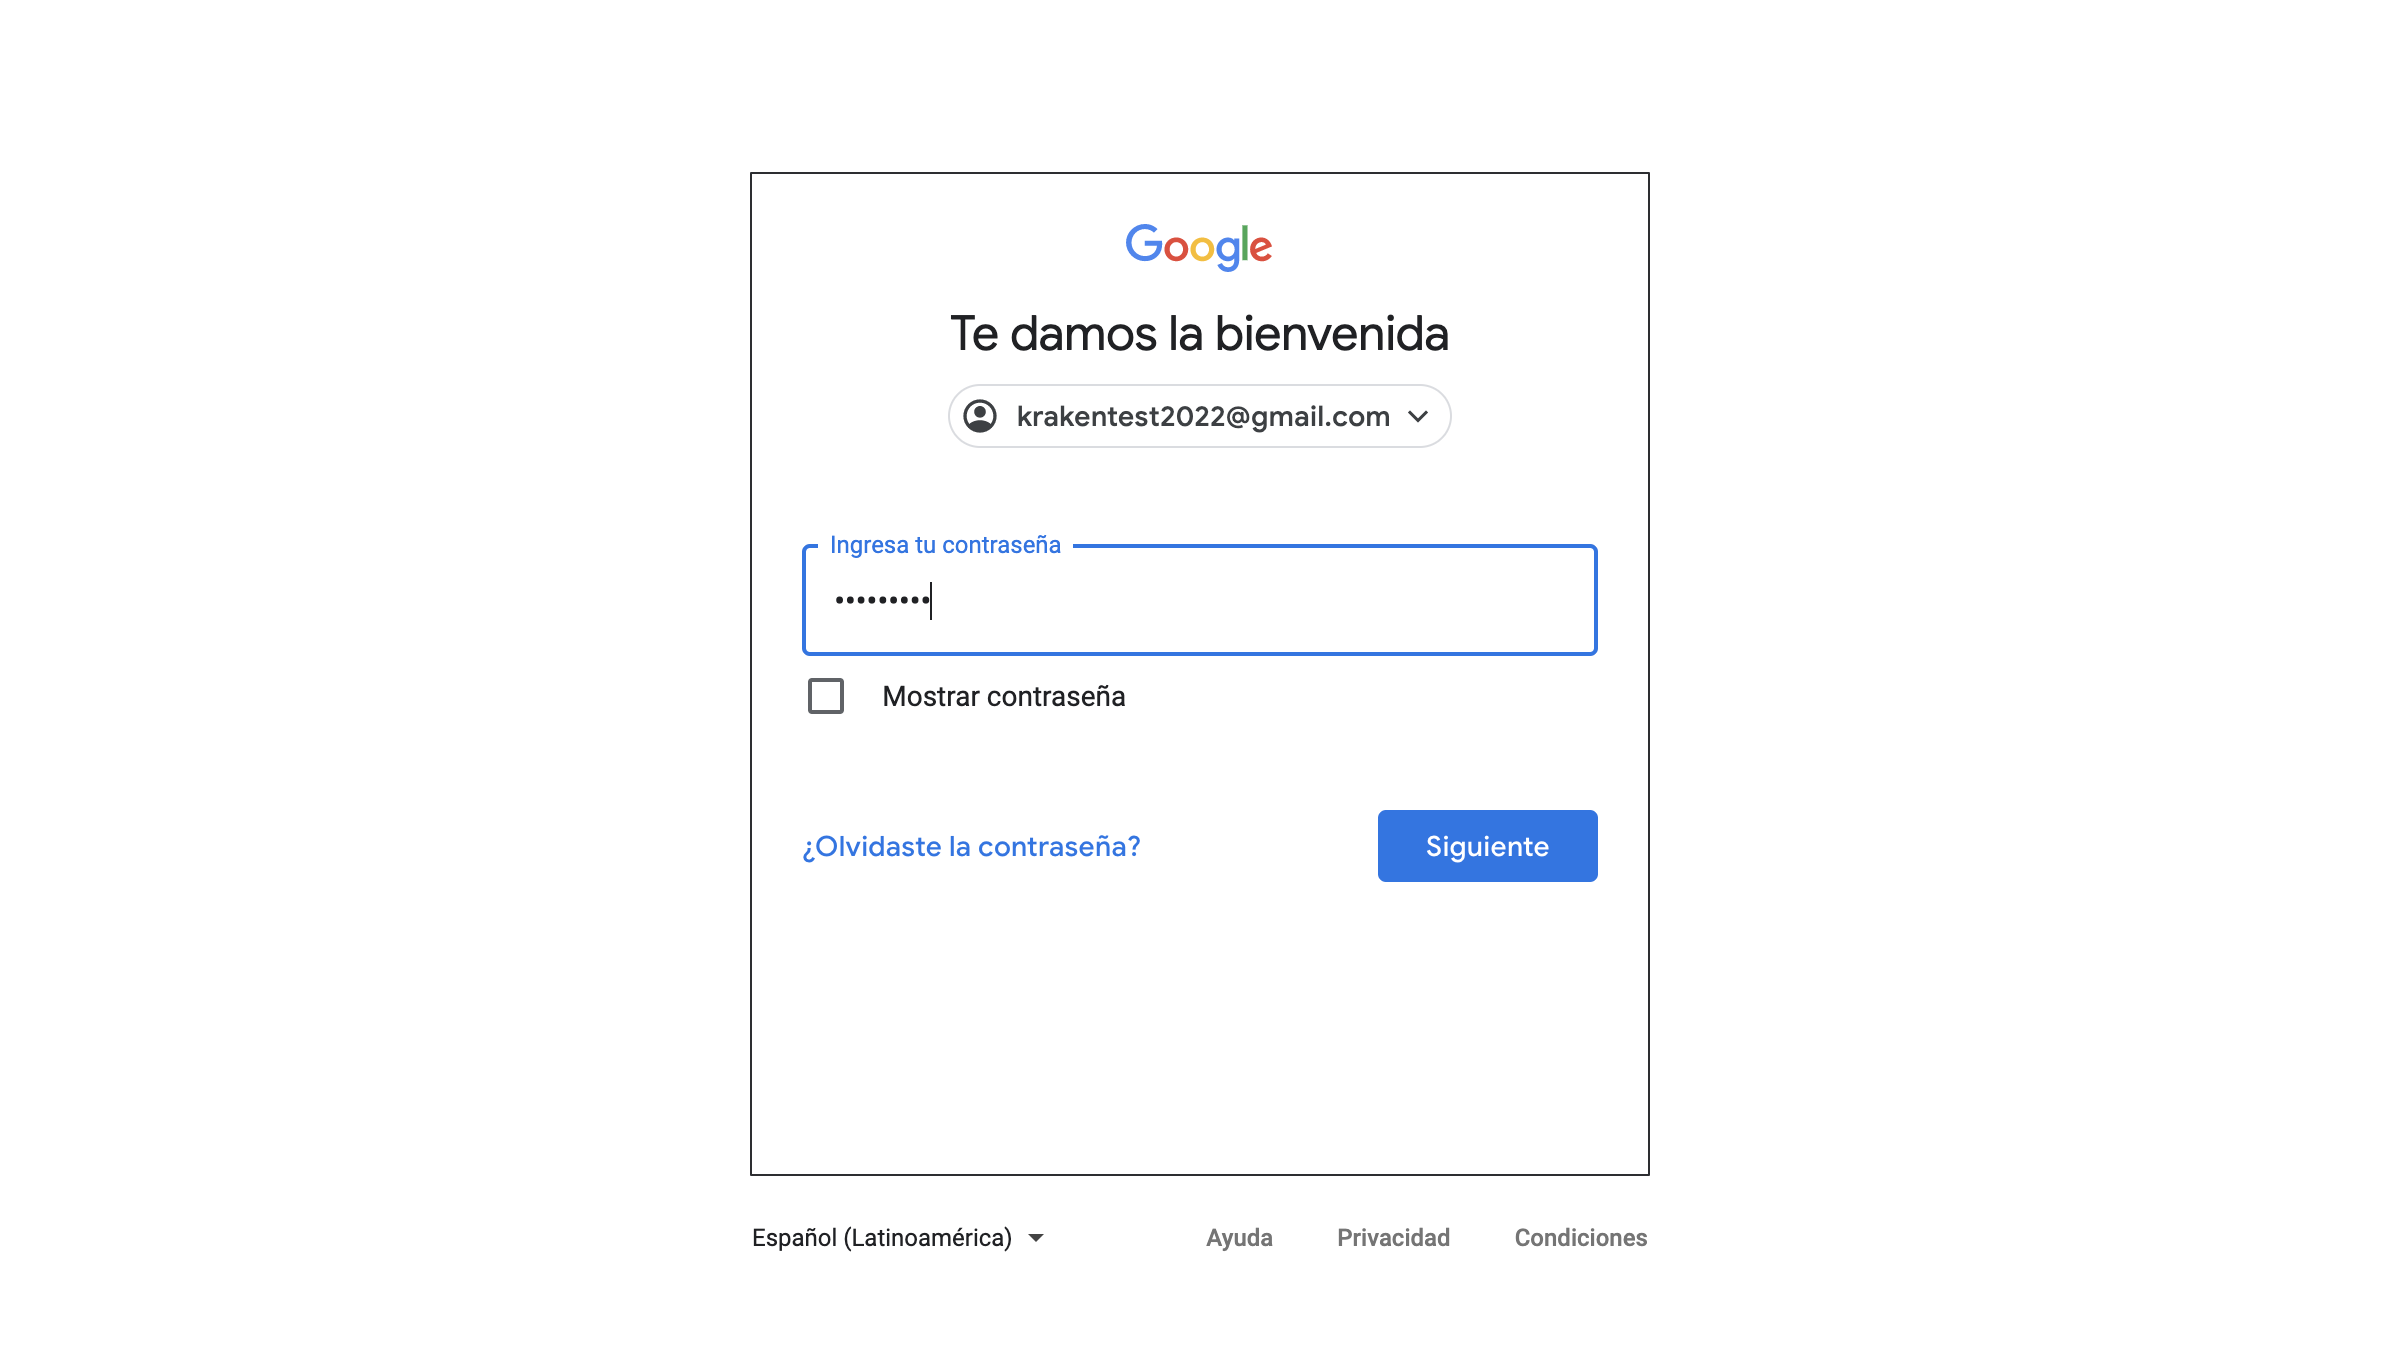 Google
Te damos la bienvenida
krakentest2022@gmail.com
Ingresa tu contraseña
•••••••••
Mostrar contraseña
¿Olvidaste la contraseña?
Siguiente
Español (Latinoamérica)
Ayuda
Privacidad
Condiciones